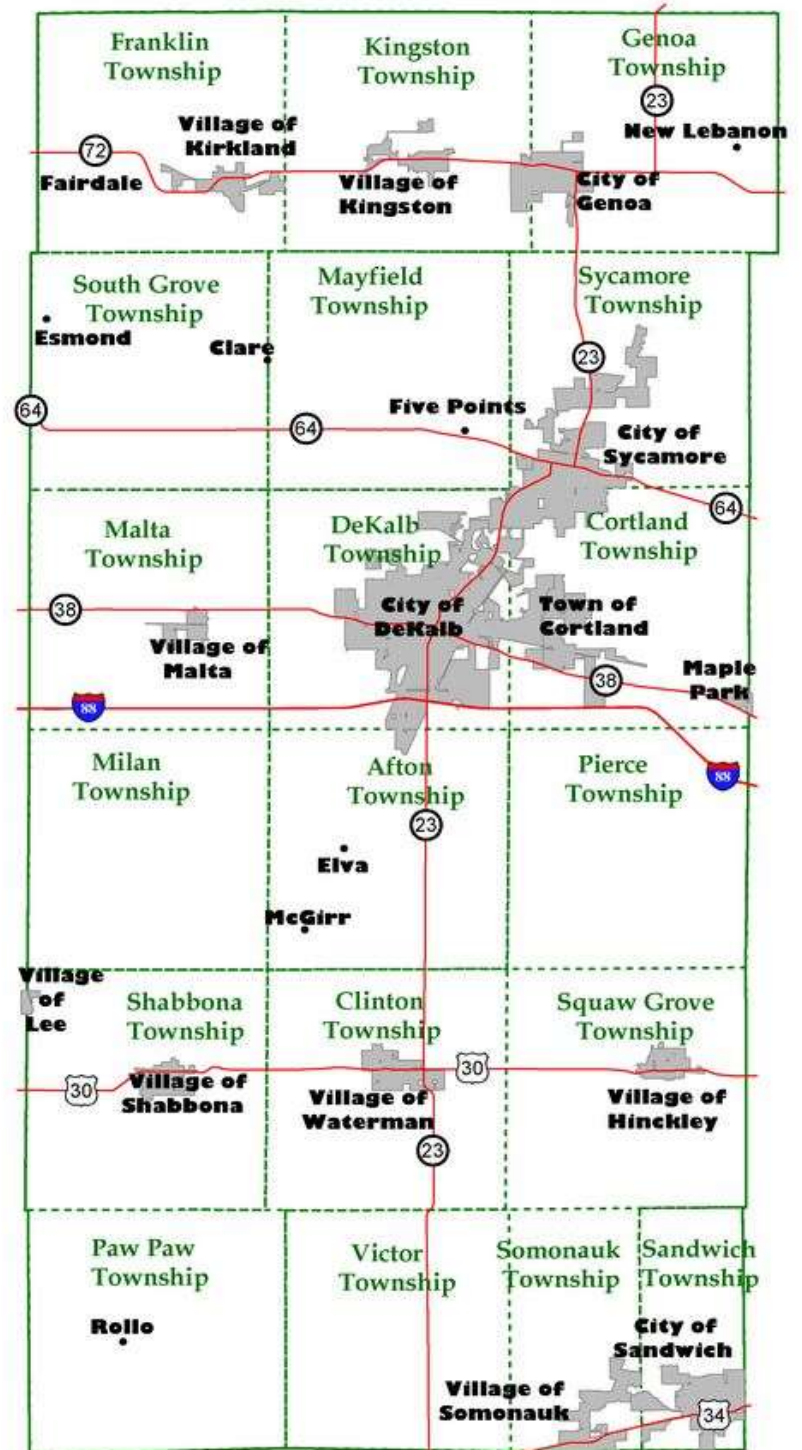 Franklin
Township
Kingston
Township
Genoa
Township
23
Village of
Kirkland
New Lebanon
72
Fairdale
Village of
Kingston
City of
Genoa
South Grove
Township
Mayfield
Township
Sycamore
Township
Esmond
Clare
23
64
64
Five Points
City of
Sycamore
64
Malta
Township
DeKalb
Township
Cortland
Township
38
City of
DeKalb
Town of
Cortland
Village of
Malta
38
Maple
Park
88
Milan
Township
Afton
Township
Pierce
Township
88
23
Elva
McGirr
Village
of
Lee
Shabbona
Township
Clinton
Township
Squaw Grove
Township
30
Village of
Shabbona
30
Village of
Waterman
Village of
Hinckley
23
Paw Paw
Township
Victor
Township
Somonauk
Township
Sandwich
Township
Rollo
City of
Sandwich
Village of
Somonauk
34